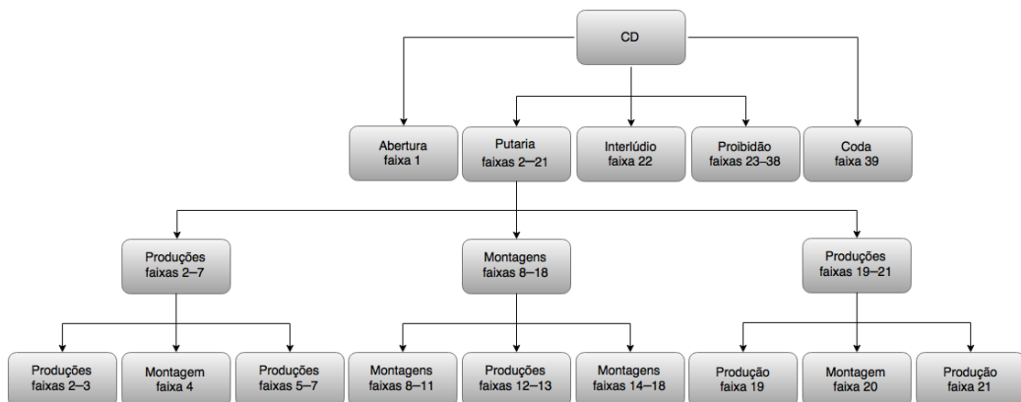 CD
Abertura
faixa 1
Putaria
faixas 2–21
Interlúdio
faixa 22
Proibidão
faixas 23–38
Coda
faixa 39
Produções
faixas 2–7
Montagens
faixas 8–18
Produções
faixas 19–21
Produções
faixas 2–3
Montagem
faixa 4
Produções
faixas 5–7
Montagens
faixas 8–11
Produções
faixas 12–13
Montagens
faixas 14–18
Produção
faixa 19
Montagem
faixa 20
Produção
faixa 21